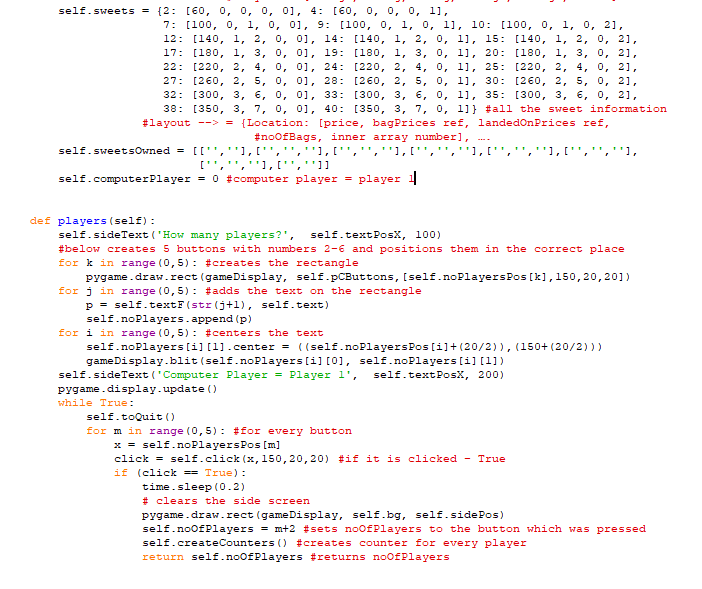 self.sweets = {2: [60, 0, 0, 0, 0], 4: [60, 0, 0, 0, 1],
7: [100, 0, 1, 0, 0], 9: [100, 0, 1, 0, 1], 10: [100, 0, 1, 0, 2],
12: [140, 1, 2, 0, 0], 14: [140, 1, 2, 0, 1], 15: [140, 1, 2, 0, 2],
17: [180, 1, 3, 0, 0], 19: [180, 1, 3, 0, 1], 20: [180, 1, 3, 0, 2],
22: [220, 2, 4, 0, 0], 24: [220, 2, 4, 0, 1], 25: [220, 2, 4, 0, 2],
27: [260, 2, 5, 0, 0], 28: [260, 2, 5, 0, 1], 30: [260, 2, 5, 0, 2],
32: [300, 3, 6, 0, 0], 33: [300, 3, 6, 0, 1], 35: [300, 3, 6, 0, 2],
38: [350, 3, 7, 0, 0], 40: [350, 3, 7, 0, 1]} #all the sweet information
#layout --> = {Location: [price, bagPrices ref, landedOnPrices ref,
#noOfBags, inner array number], ….
self.sweetsOwned = [['',''],['','',''],['','',''],['','',''],['','',''],['','',''],
['','',''],['','']]
self.computerPlayer = 0 #computer player = player 1
def players(self):
self.sideText('How many players?', self.textPosX, 100)
#below creates 5 buttons with numbers 2-6 and positions them in the correct place
for k in range(0,5): #creates the rectangle
pygame.draw.rect(gameDisplay, self.pCButtons,[self.noPlayersPos[k],150,20,20])
for j in range(0,5): #adds the text on the rectangle
p = self.textF(str(j+1), self.text)
self.noPlayers.append(p)
for i in range(0,5): #centers the text
self.noPlayers[i][1].center = ((self.noPlayersPos[i]+(20/2)),(150+(20/2)))
gameDisplay.blit(self.noPlayers[i][0], self.noPlayers[i][1])
self.sideText('Computer Player = Player 1', self.textPosX, 200)
pygame.display.update()
while True:
self.toQuit()
for m in range(0,5): #for every button
x = self.noPlayersPos[m]
click = self.click(x,150,20,20) #if it is clicked - True
if (click == True):
time.sleep(0.2)
# clears the side screen
pygame.draw.rect(gameDisplay, self.bg, self.sidePos)
self.noOfPlayers = m+2 #sets noOfPlayers to the button which was pressed
self.createCounters() #creates counter for every player
return self.noOfPlayers #returns noOfPlayers